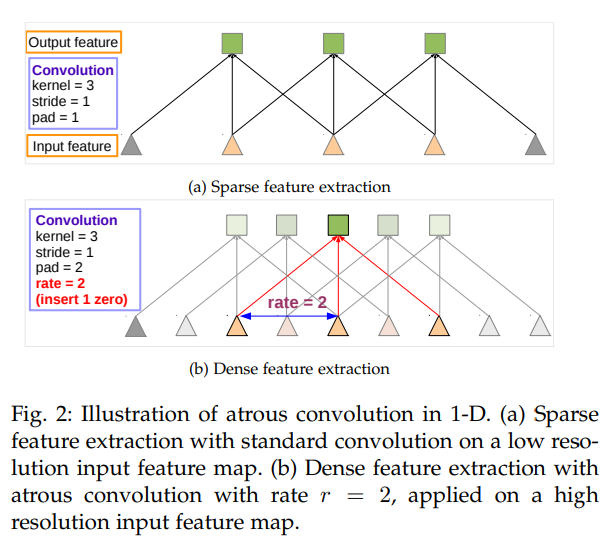 Output feature
Convolution
kernel = 3
stride = 1
pad = 1
Input feature
(a) Sparse feature extraction
Convolution
kernel = 3
stride = 1
pad = 2
rate = 2
(insert 1 zero)
rate = 2
(b) Dense feature extraction
Fig. 2: Illustration of atrous convolution in 1-D. (a) Sparse
feature extraction with standard convolution on a low reso-
lution input feature map. (b) Dense feature extraction with
atrous convolution with rate r = 2, applied on a high
resolution input feature map.